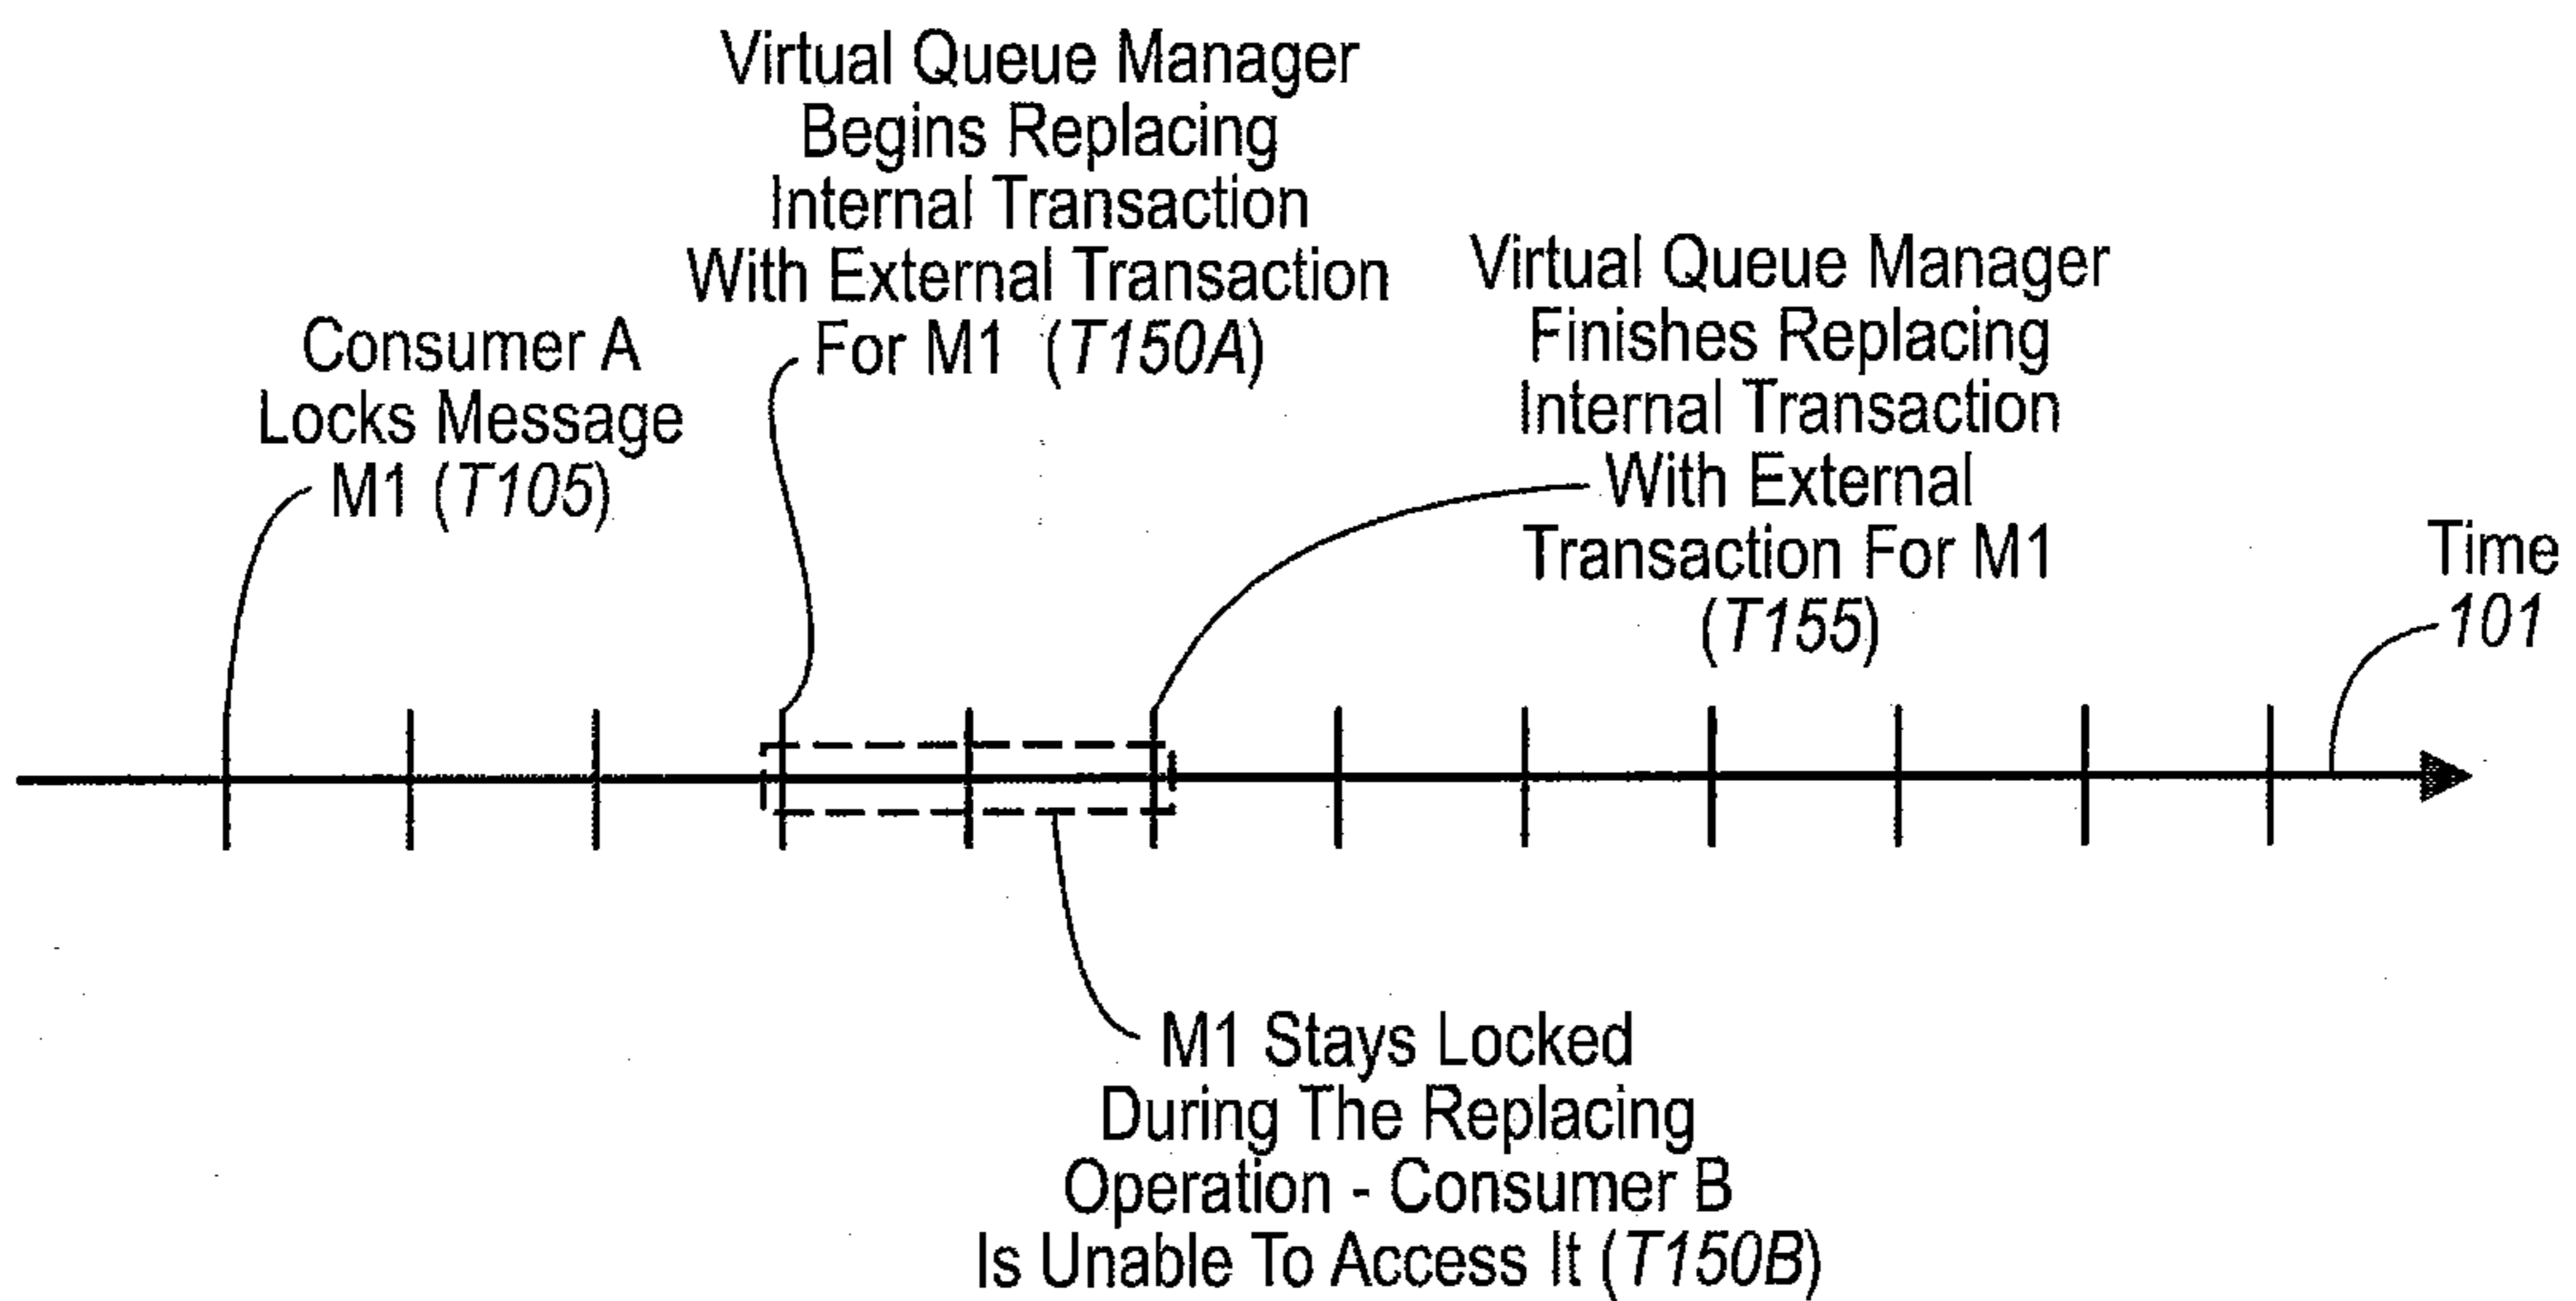 Virtual Queue Manager
Begins Replacing
Internal Transaction
With External Transaction
For M1 (T150A)
Consumer A
Locks Message
M1 (T105)
Virtual Queue Manager
Finishes Replacing
Internal Transaction
With External
Transaction For M1
(T155)
Time
101
M1 Stays Locked
During The Replacing
Operation - Consumer B
Is Unable To Access It (T150B)